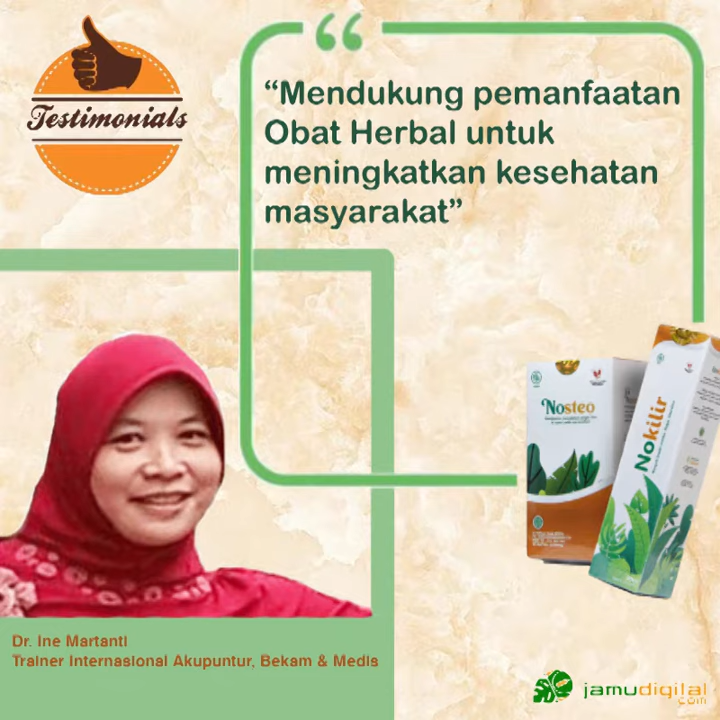 Testimonials
“Mendukung pemanfaatan
Obat Herbal untuk
meningkatkan kesehatan
masyarakat”
Nosteo
Nokilir
Dr. Ine Martanti
Trainer Internasional Akupuntur, Bekam & Medis
jamudigital
.com